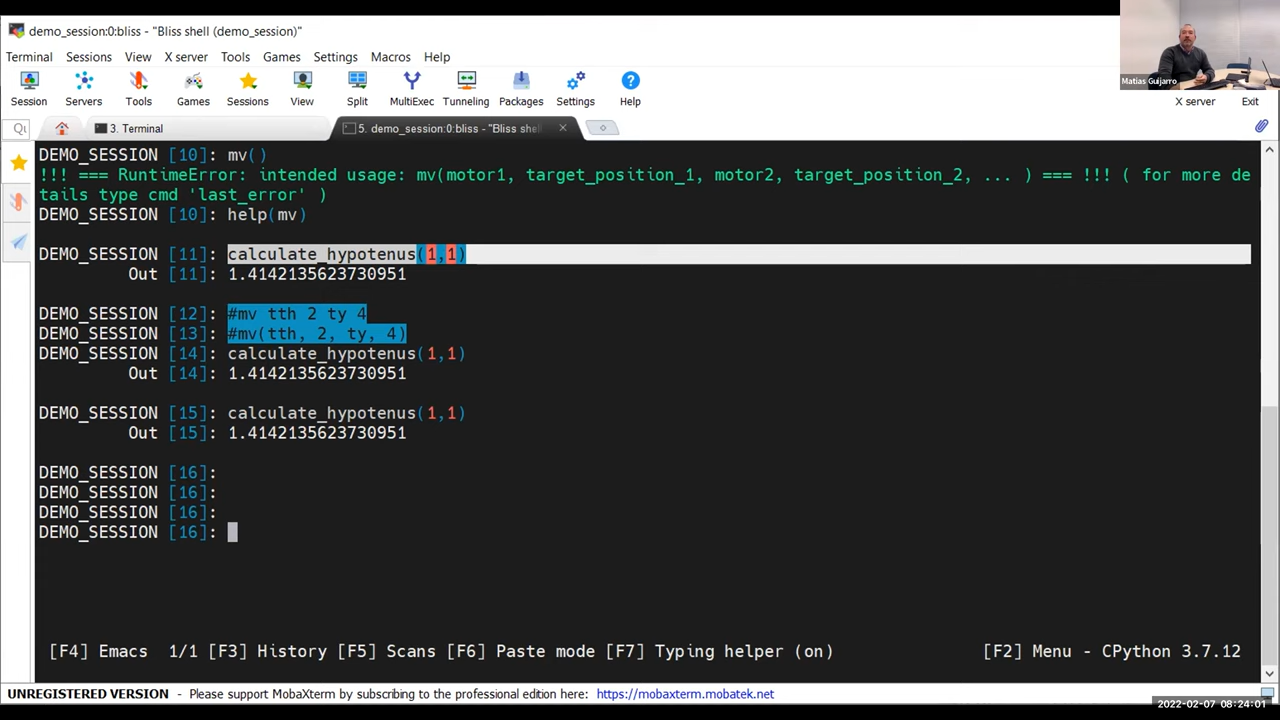 demo_session:0:bliss - "Bliss shell (demo_session)"
Terminal Sessions View X server Tools Games Settings Macros Help
Session Servers Tools Games Sessions View Split MultiExec Tunneling Packages Settings Help X server Exit
Matias Guijarro
3. Terminal 5. demo_session:0:bliss - "Bliss shell
DEMO_SESSION [10]: mv()
!!! === RuntimeError: intended usage: mv(motor1, target_position_1, motor2, target_position_2, ... ) === !!! ( for more de
tails type cmd 'last_error' )
DEMO_SESSION [10]: help(mv)
DEMO_SESSION [11]: calculate_hypotenus(1,1)
Out [11]: 1.4142135623730951
DEMO_SESSION [12]: #mv tth 2 ty 4
DEMO_SESSION [13]: #mv(tth, 2, ty, 4)
DEMO_SESSION [14]: calculate_hypotenus(1,1)
Out [14]: 1.4142135623730951
DEMO_SESSION [15]: calculate_hypotenus(1,1)
Out [15]: 1.4142135623730951
DEMO_SESSION [16]:
DEMO_SESSION [16]:
DEMO_SESSION [16]:
DEMO_SESSION [16]:
[F4] Emacs 1/1 [F3] History [F5] Scans [F6] Paste mode [F7] Typing helper (on) [F2] Menu - CPython 3.7.12
UNREGISTERED VERSION - Please support MobaXterm by subscribing to the professional edition here: https://mobaxterm.mobatek.net
2022-02-07 08:24:01